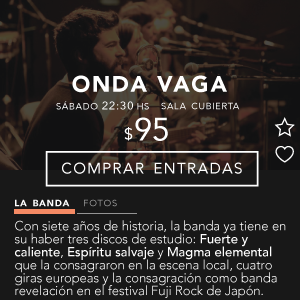 ONDA VAGA
SÁBADO 22:30 HS SALA CUBIERTA
$95
COMPRAR ENTRADAS
LA BANDA FOTOS
Con siete años de historia, la banda ya tiene en
su haber tres discos de estudio: Fuerte y
caliente, Espíritu salvaje y Magma elemental
que la consagraron en la escena local, cuatro
giras europeas y la consagración como banda
revelación en el festival Fuji Rock de Japón.